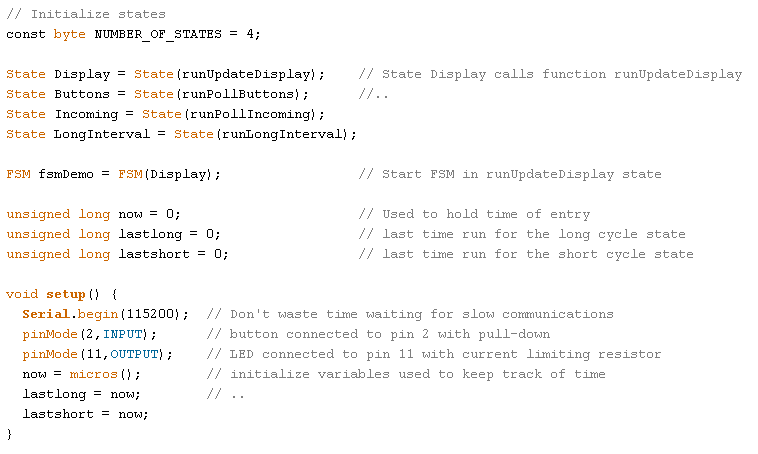 // Initialize states
const byte NUMBER_OF_STATES = 4;

State Display = State(runUpdateDisplay);    // State Display calls function runUpdateDisplay
State Buttons = State(runPollButtons);      //..
State Incoming = State(runPollIncoming);
State LongInterval = State(runLongInterval);

FSM fsmDemo = FSM(Display);                 // Start FSM in runUpdateDisplay state

unsigned long now = 0;                      // Used to hold time of entry
unsigned long lastlong = 0;                 // last time run for the long cycle state
unsigned long lastshort = 0;                // last time run for the short cycle state

void setup() {
  Serial.begin(115200);  // Don't waste time waiting for slow communications
  pinMode(2,INPUT);      // button connected to pin 2 with pull-down
  pinMode(11,OUTPUT);    // LED connected to pin 11 with current limiting resistor
  now = micros();        // initialize variables used to keep track of time
  lastlong = now;        // ..
  lastshort = now;
}